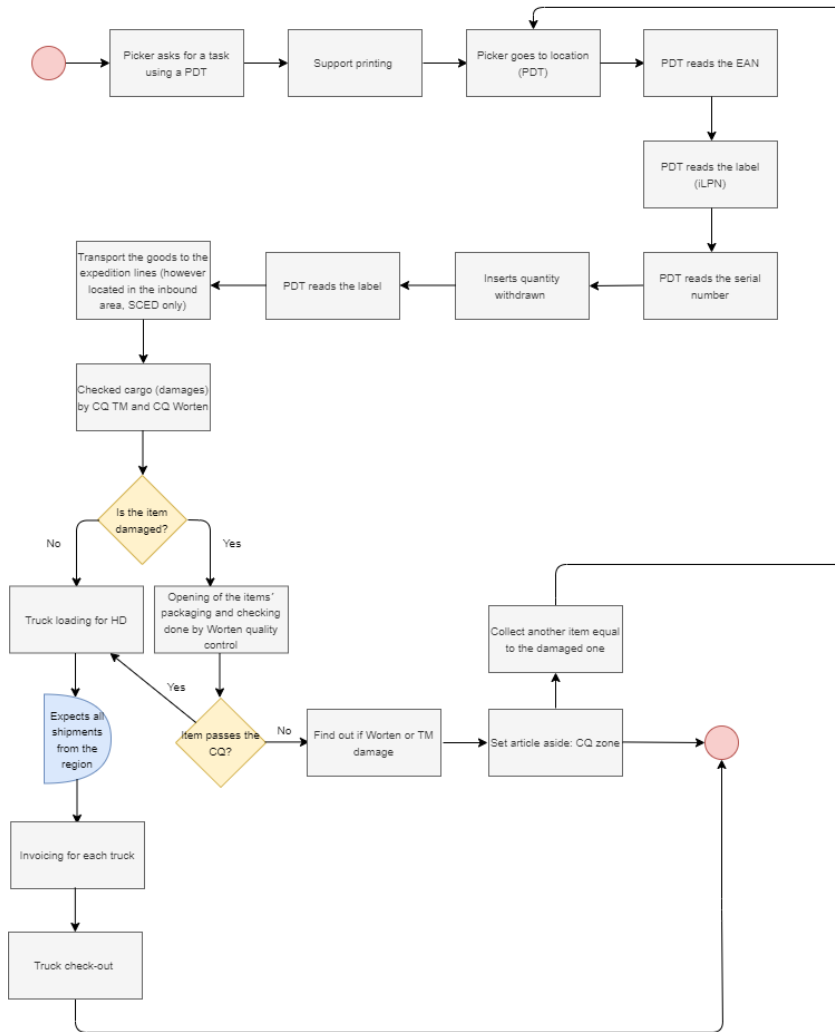 Picker asks for a task
using a PDT
Support printing
Picker goes to location
(PDT)
PDT reads the EAN
PDT reads the label
(iLPN)
Transport the goods to the
expedition lines (however
located in the inbound
area, SCED only)
PDT reads the label
Inserts quantity
withdrawn
PDT reads the serial
number
Checked cargo (damages)
by CQ TM and CQ Worten
Is the item
damaged?
No
Yes
Truck loading for HD
Opening of the items´
packaging and checking
done by Worten quality
control
Collect another item equal
to the damaged one
Yes
Expects all
shipments
from the
region
Item passes the
CQ?
No
Find out if Worten or TM
damage
Set article aside: CQ zone
Invoicing for each truck
Truck check-out